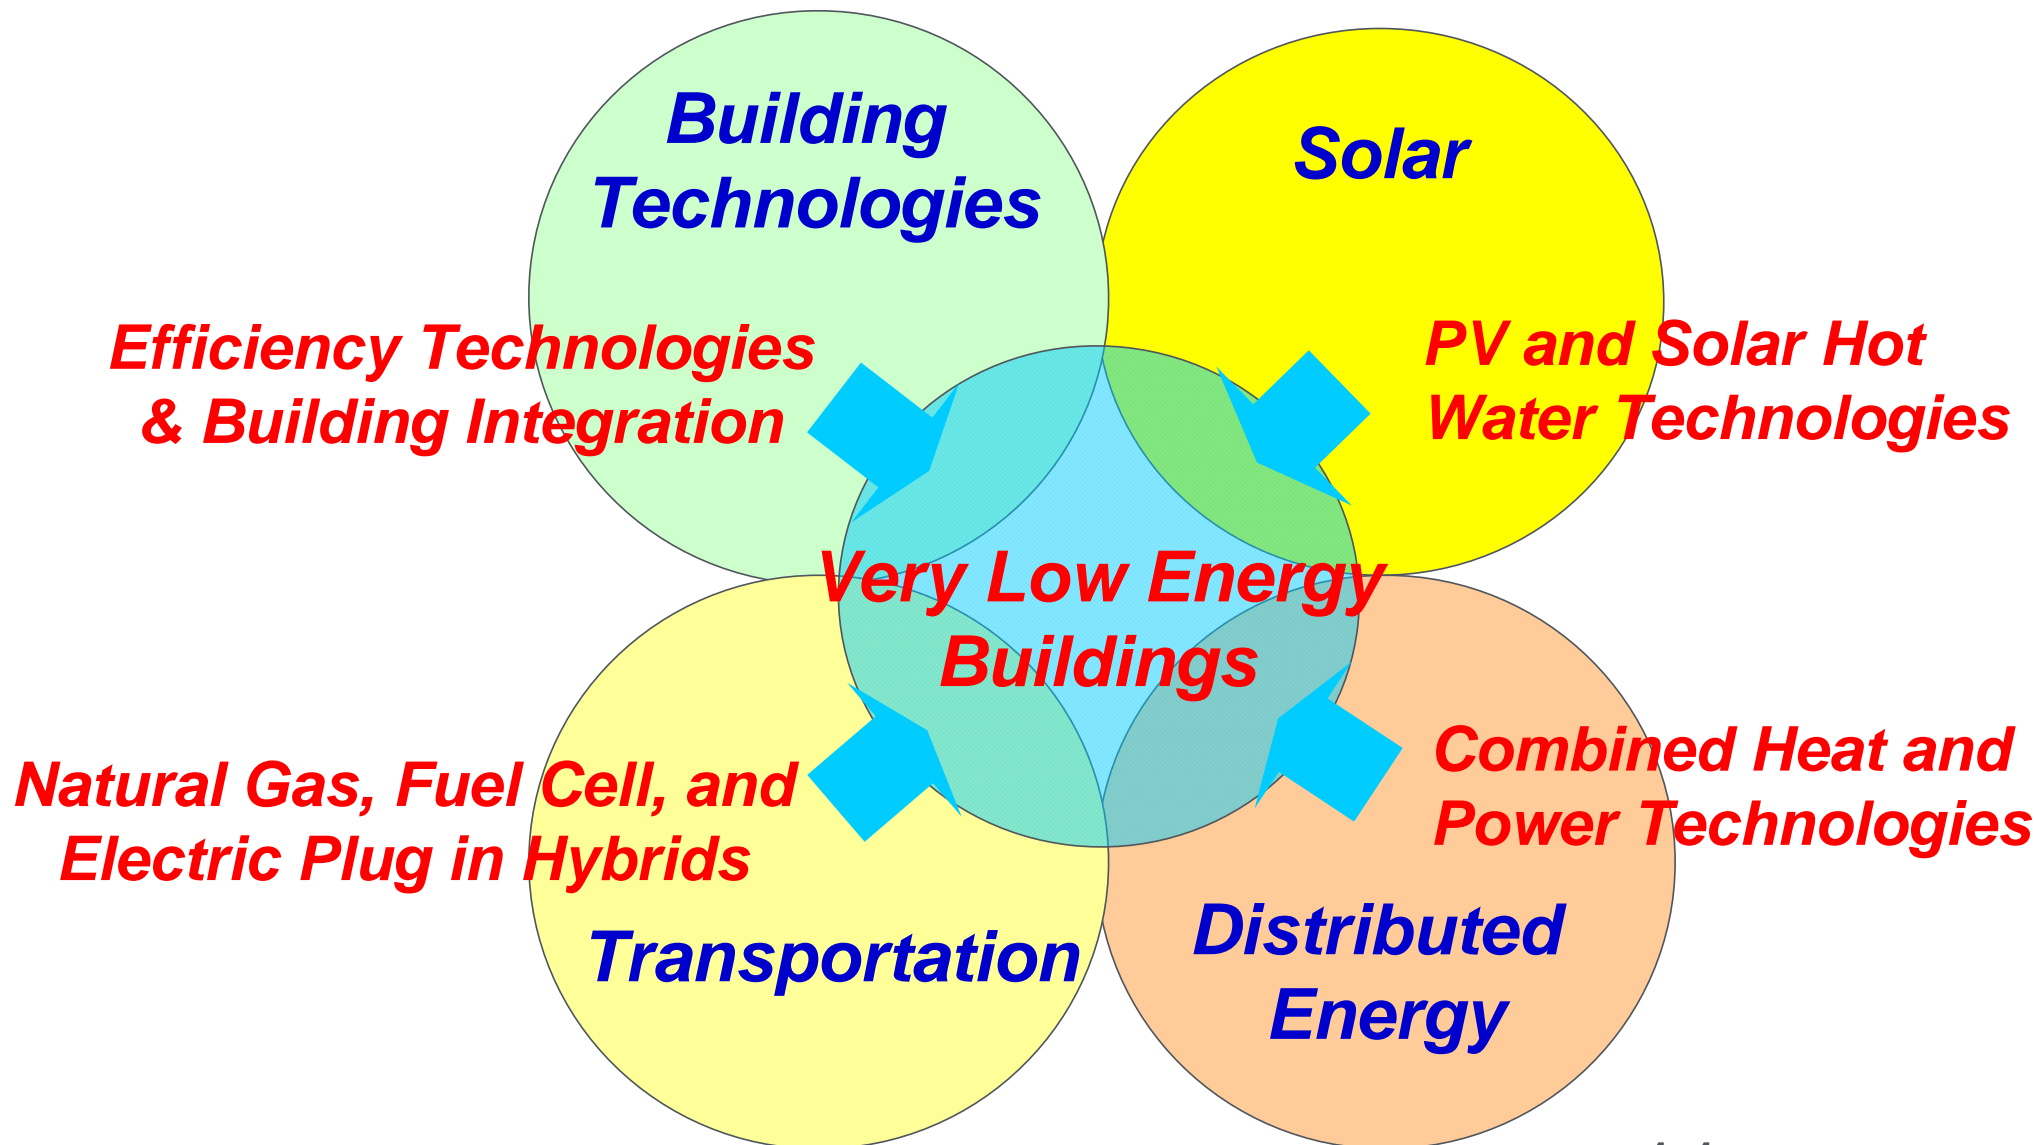 Building
Technologies
Solar
Efficiency Technologies
& Building Integration
PV and Solar Hot
Water Technologies
Very Low Energy
Buildings
Natural Gas, Fuel Cell, and
Electric Plug in Hybrids
Combined Heat and
Power Technologies
Transportation
Distributed
Energy